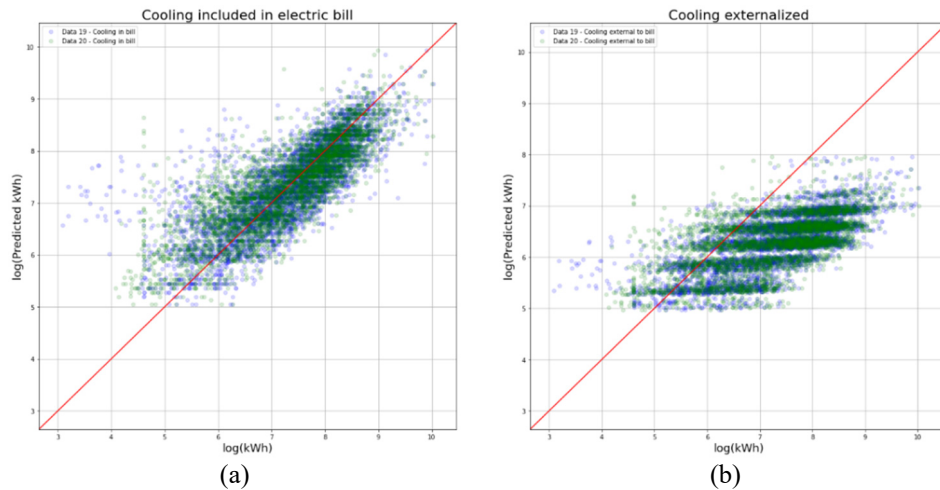 Cooling included in electric bill
Data 19 - Cooling in bill
Data 20 - Cooling in bill
10
9
8
7
6
5
4
3
log(Predicted kWh)
3 4 5 6 7 8 9 10
log(kWh)
(a)
Cooling externalized
Data 19 - Cooling external to bill
Data 20 - Cooling external to bill
10
9
8
7
6
5
4
3
log(Predicted kWh)
3 4 5 6 7 8 9 10
log(kWh)
(b)